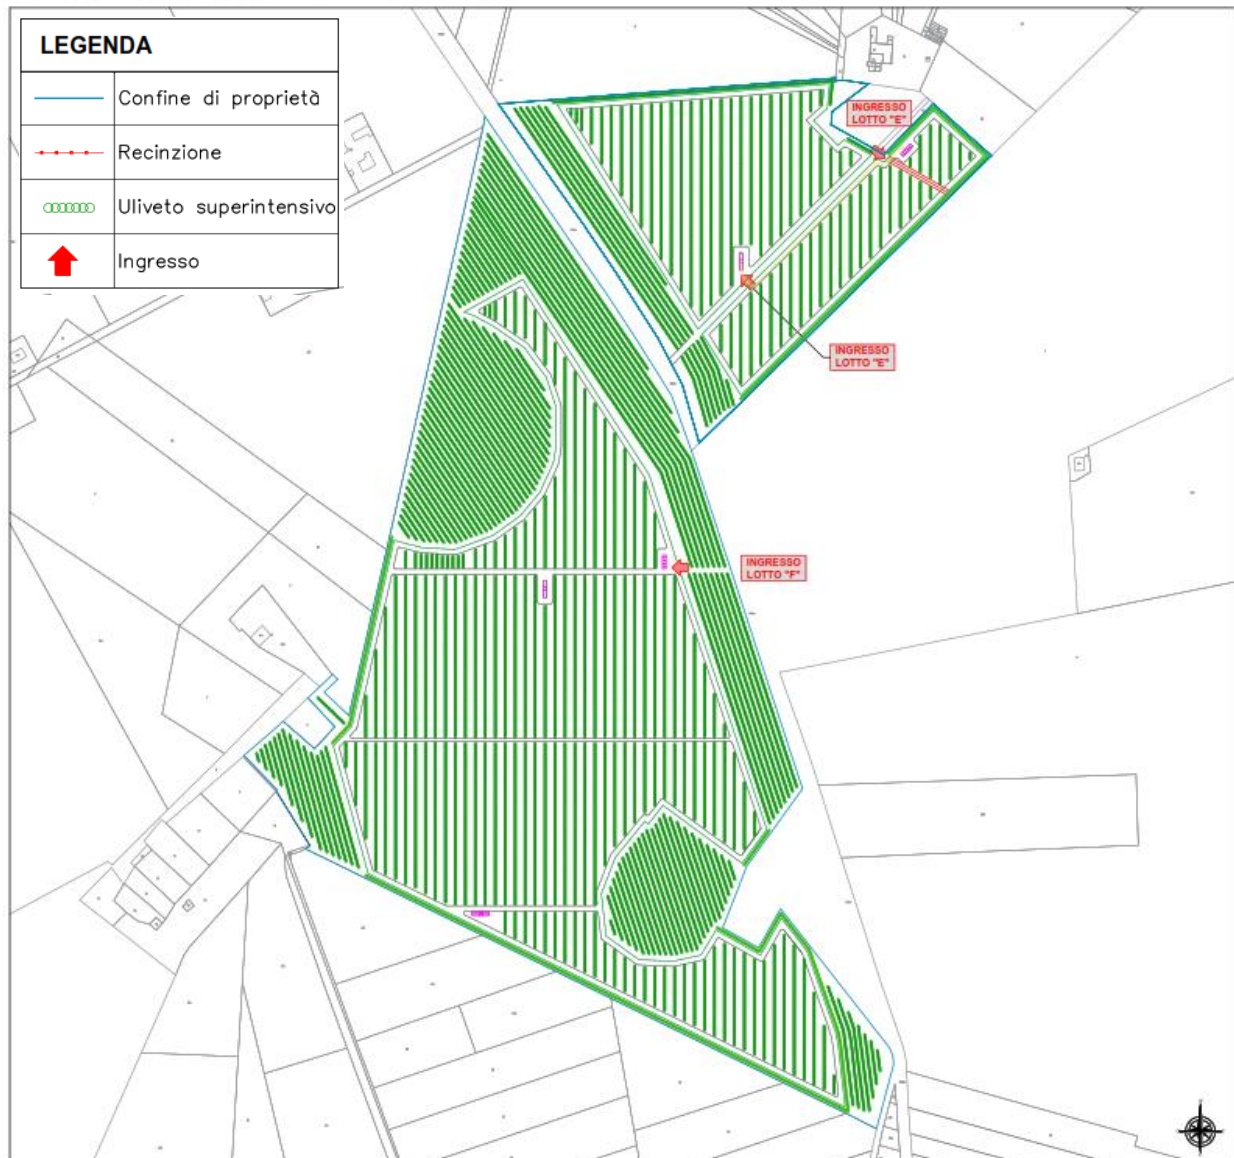 LEGENDA
Confine di proprietà
Recinzione
Uliveto superintensivo
Ingresso
INGRESSO
LOTTO "E"
INGRESSO
LOTTO "E"
INGRESSO
LOTTO "F"